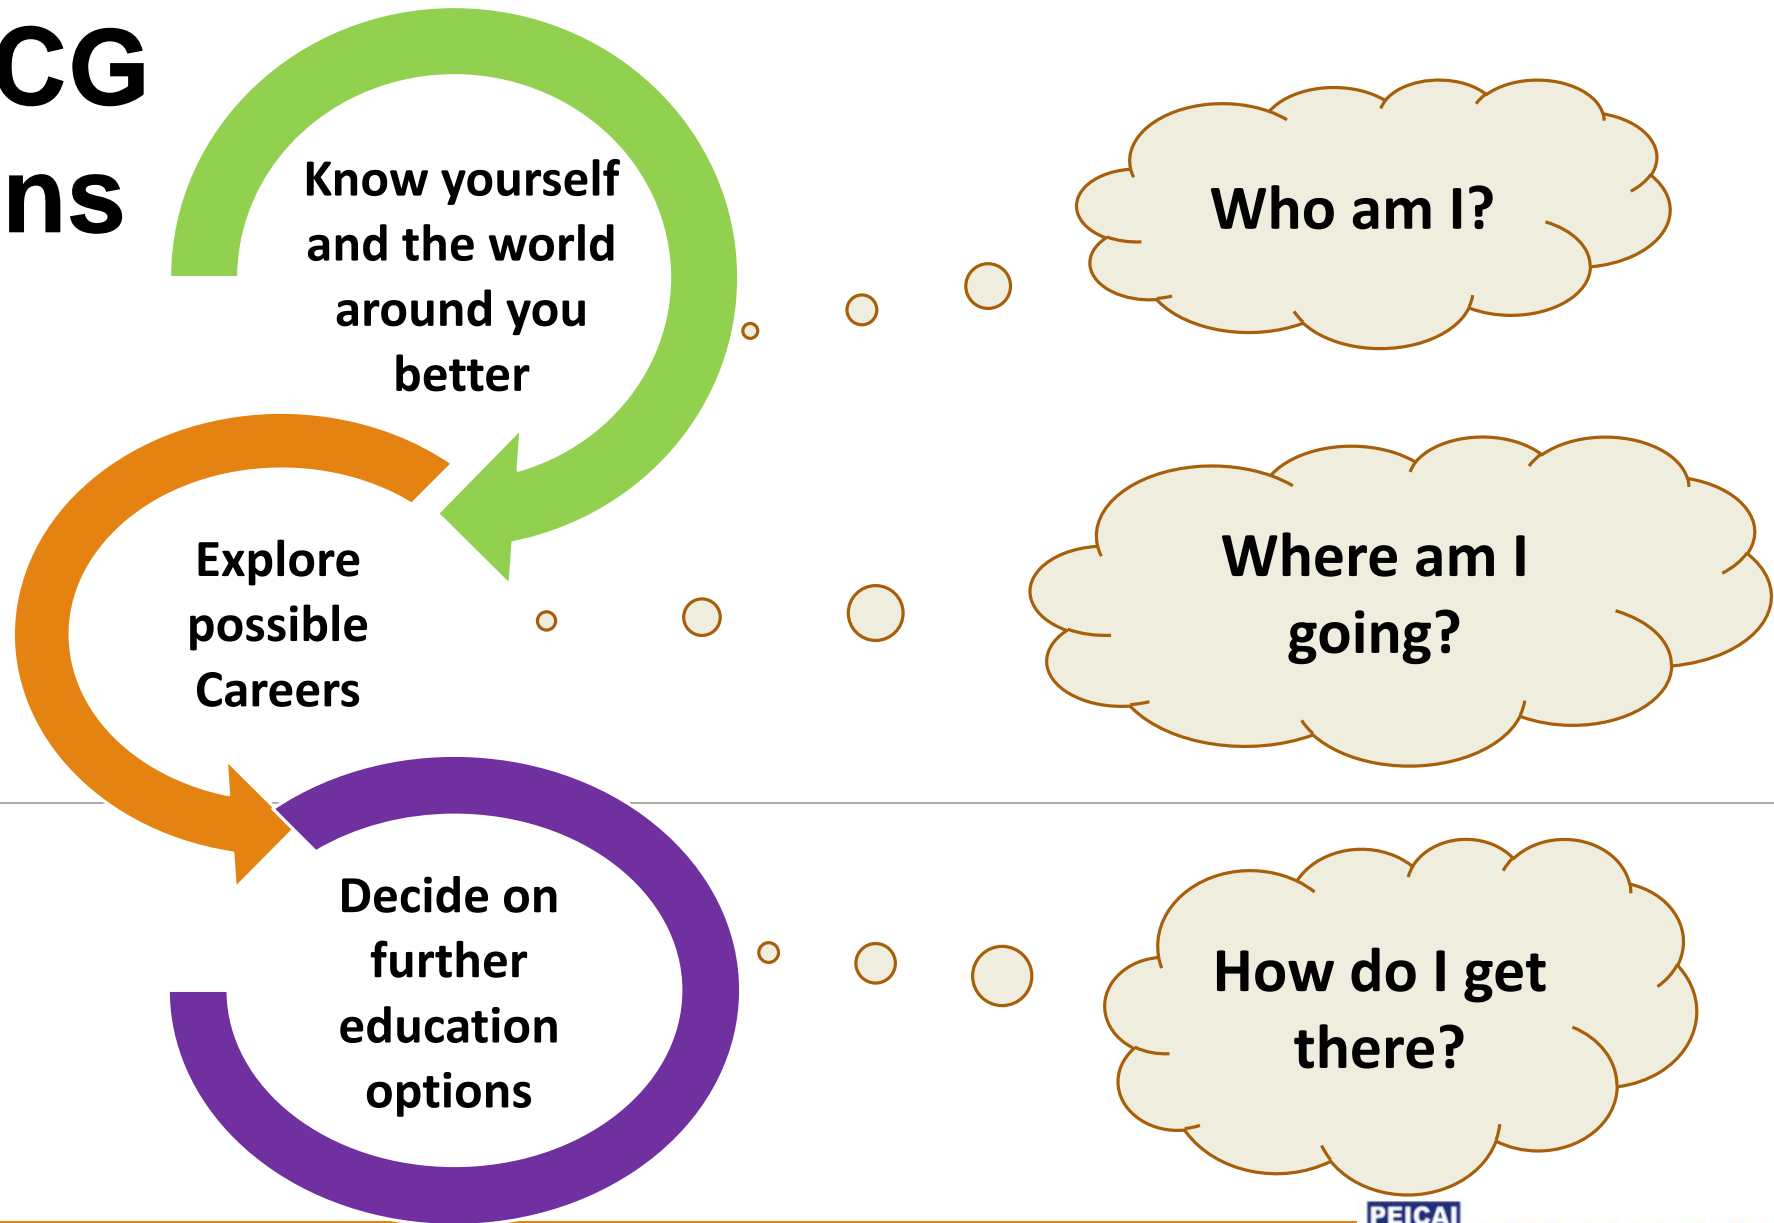 CG
ns
Know yourself
and the world
around you
better
Who am I?
Explore
possible
Careers
Where am I
going?
Decide on
further
education
options
How do I get
there?
PEICAI